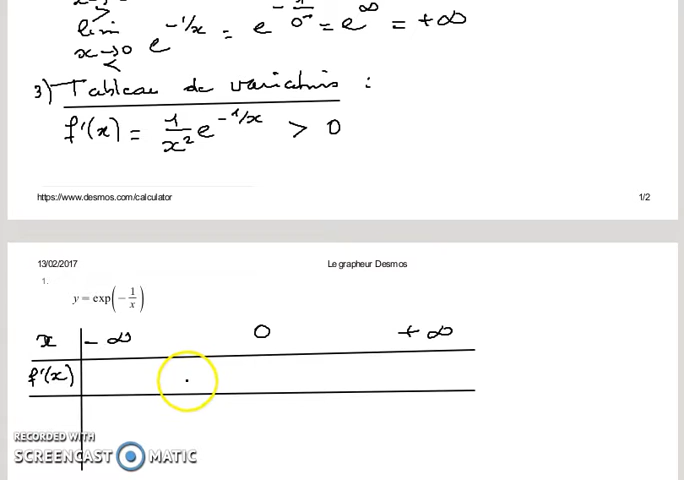 lim e^{-1/x} = e^{-1/0^-} = e^∞ = +∞
x→0
<
3) Tableau de variations :
f'(x) = 1/x² e^{-1/x} > 0
https://www.desmos.com/calculator 1/2
13/02/2017 Le grapheur Desmos
1.
y = exp(-1/x)
x -∞ 0 +∞
f'(x)
RECORDED WITH
SCREENCAST MATIC